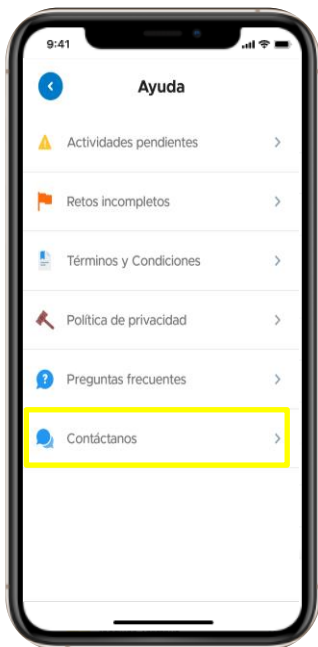 9:41
Ayuda
Actividades pendientes
Retos incompletos
Términos y Condiciones
Política de privacidad
Preguntas frecuentes
Contáctanos